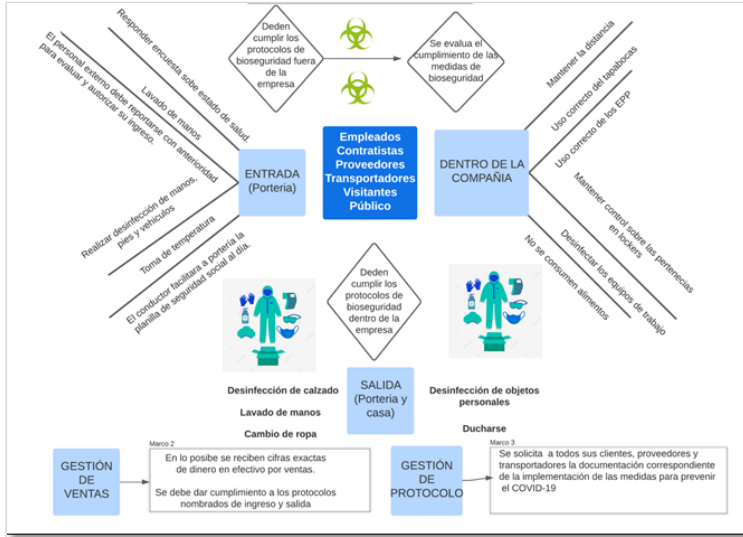 Deden
cumplir los
protocolos de
bioseguridad fuera
de la
empresa
Se evalua el
cumplimiento de las
medidas de
bioseguridad
Responder encuesta sobe estado de salud.
Lavado de manos
El personal externo debe reportarse con anterioridad
para evaluar y autorizar su ingreso.
Realizar desinfección de manos,
pies y vehiculos
Toma de temperatura
El conductor facilitara a portería la
planilla de seguridad social al día.
ENTRADA
(Porteria)
Empleados
Contratistas
Proveedores
Transportadores
Visitantes
Público
DENTRO DE LA
COMPAÑIA
Mantener la distancia
Uso correcto del tapabocas
Uso correcto de los EPP
Mantener control sobre las pertenecias
en lockers
Desinfectar los equipos de trabajo
No se consumen alimentos
Deden
cumplir los
protocolos de
bioseguridad
dentro de la
empresa
SALIDA
(Porteria y
casa)
Desinfección de calzado
Lavado de manos
Cambio de ropa
Desinfección de objetos
personales
Ducharse
GESTIÓN
DE
VENTAS
Marco 2
En lo posibe se reciben cifras exactas
de dinero en efectivo por ventas.
Se debe dar cumplimiento a los protocolos
nombrados de ingreso y salida
GESTIÓN
DE
PROTOCOLO
Marco 3
Se solicita a todos sus clientes, proveedores y
transportadores la documentación correspondiente
de la implementación de las medidas para prevenir
el COVID-19